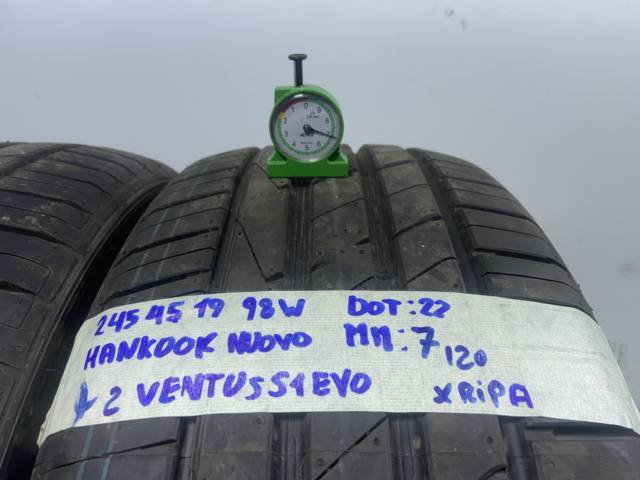 245 45 19 98W DOT:22
HANKOOK NUOVO MM:7 120
x 2 VENTUS S1 EVO XRiPA